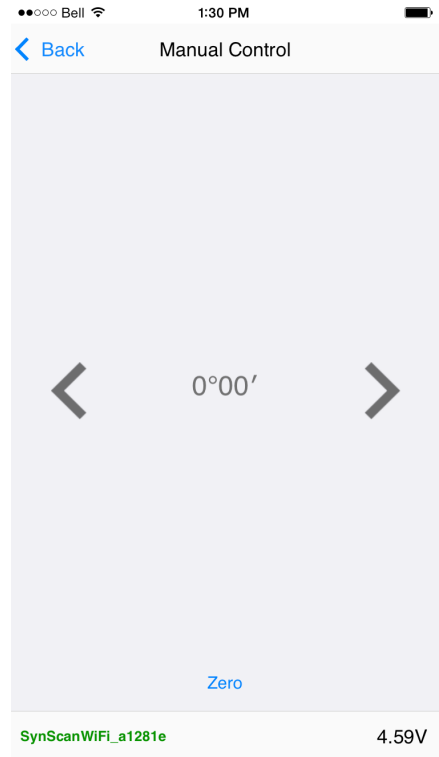 Bell 1:30 PM
Back Manual Control
0°00′
Zero
SynScanWiFi_a1281e 4.59V